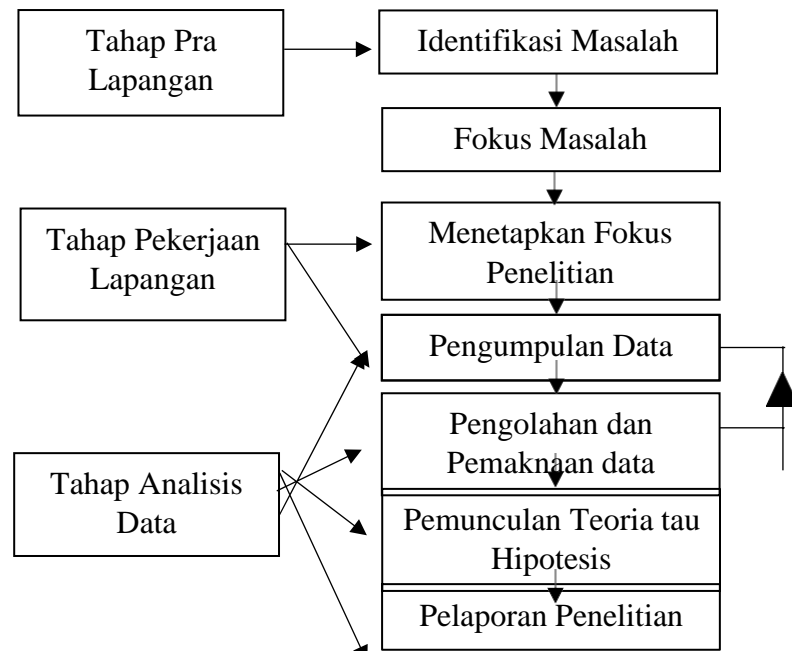 Tahap Pra
Lapangan
Identifikasi Masalah
Fokus Masalah
Tahap Pekerjaan
Lapangan
Menetapkan Fokus
Penelitian
Pengumpulan Data
Pengolahan dan
Pemaknaan data
Tahap Analisis
Data
Pemunculan Teoria tau
Hipotesis
Pelaporan Penelitian